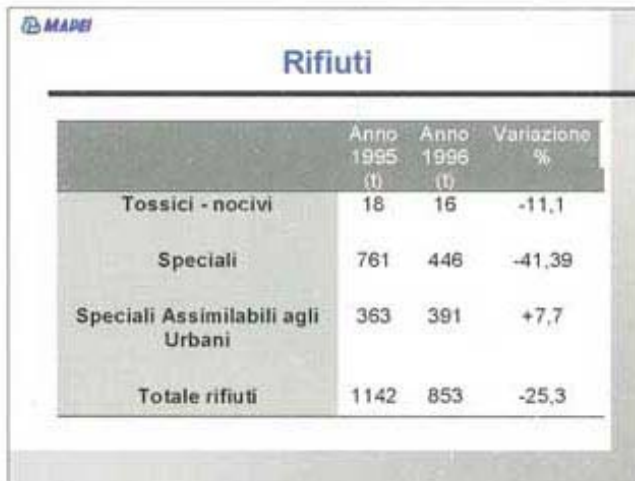 MAPEI
Rifiuti
Anno Anno Variazione
1995 1996 %
(t) (t)
Tossici - nocivi 18 16 -11,1
Speciali 761 446 -41,39
Speciali Assimilabili agli 363 391 +7,7
Urbani
Totale rifiuti 1142 853 -25,3